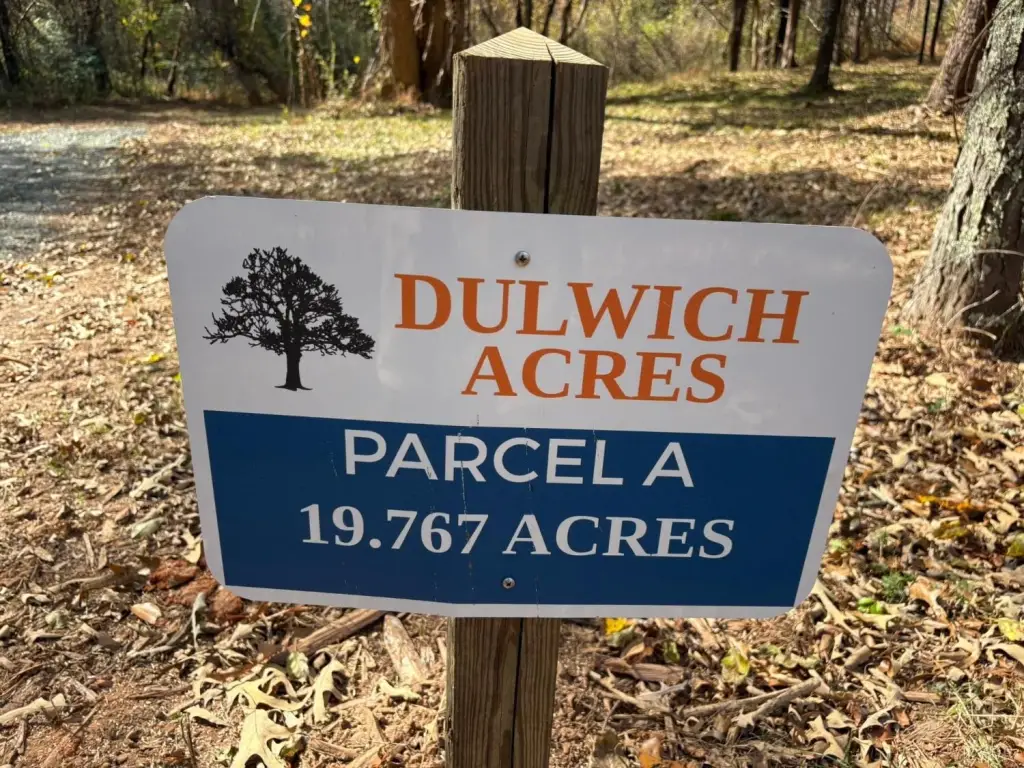 DULWICH
ACRES
PARCEL A
19.767 ACRES